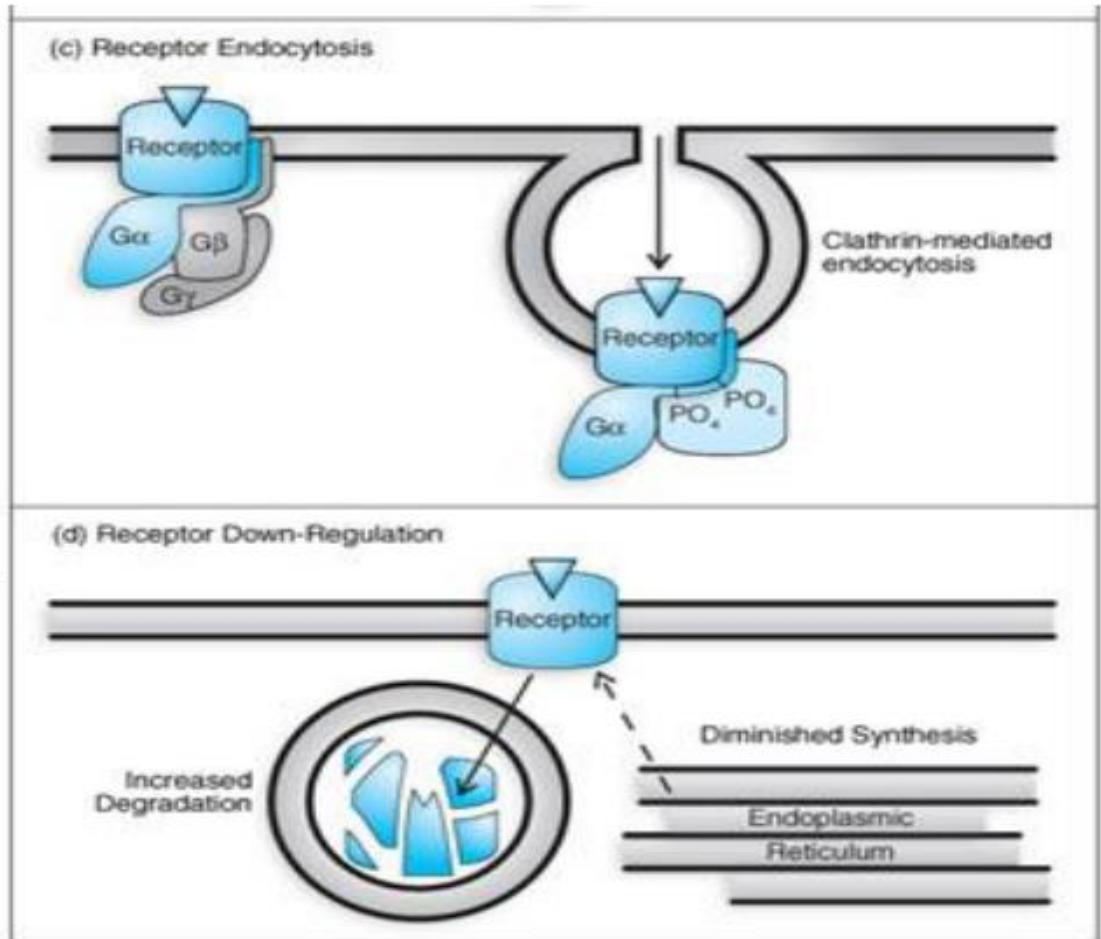 (c) Receptor Endocytosis
Receptor
Gα
Gβ
Gγ
Clathrin-mediated
endocytosis
Receptor
Gα
PO₄
PO₄
(d) Receptor Down-Regulation
Receptor
Increased
Degradation
Diminished Synthesis
Endoplasmic
Reticulum